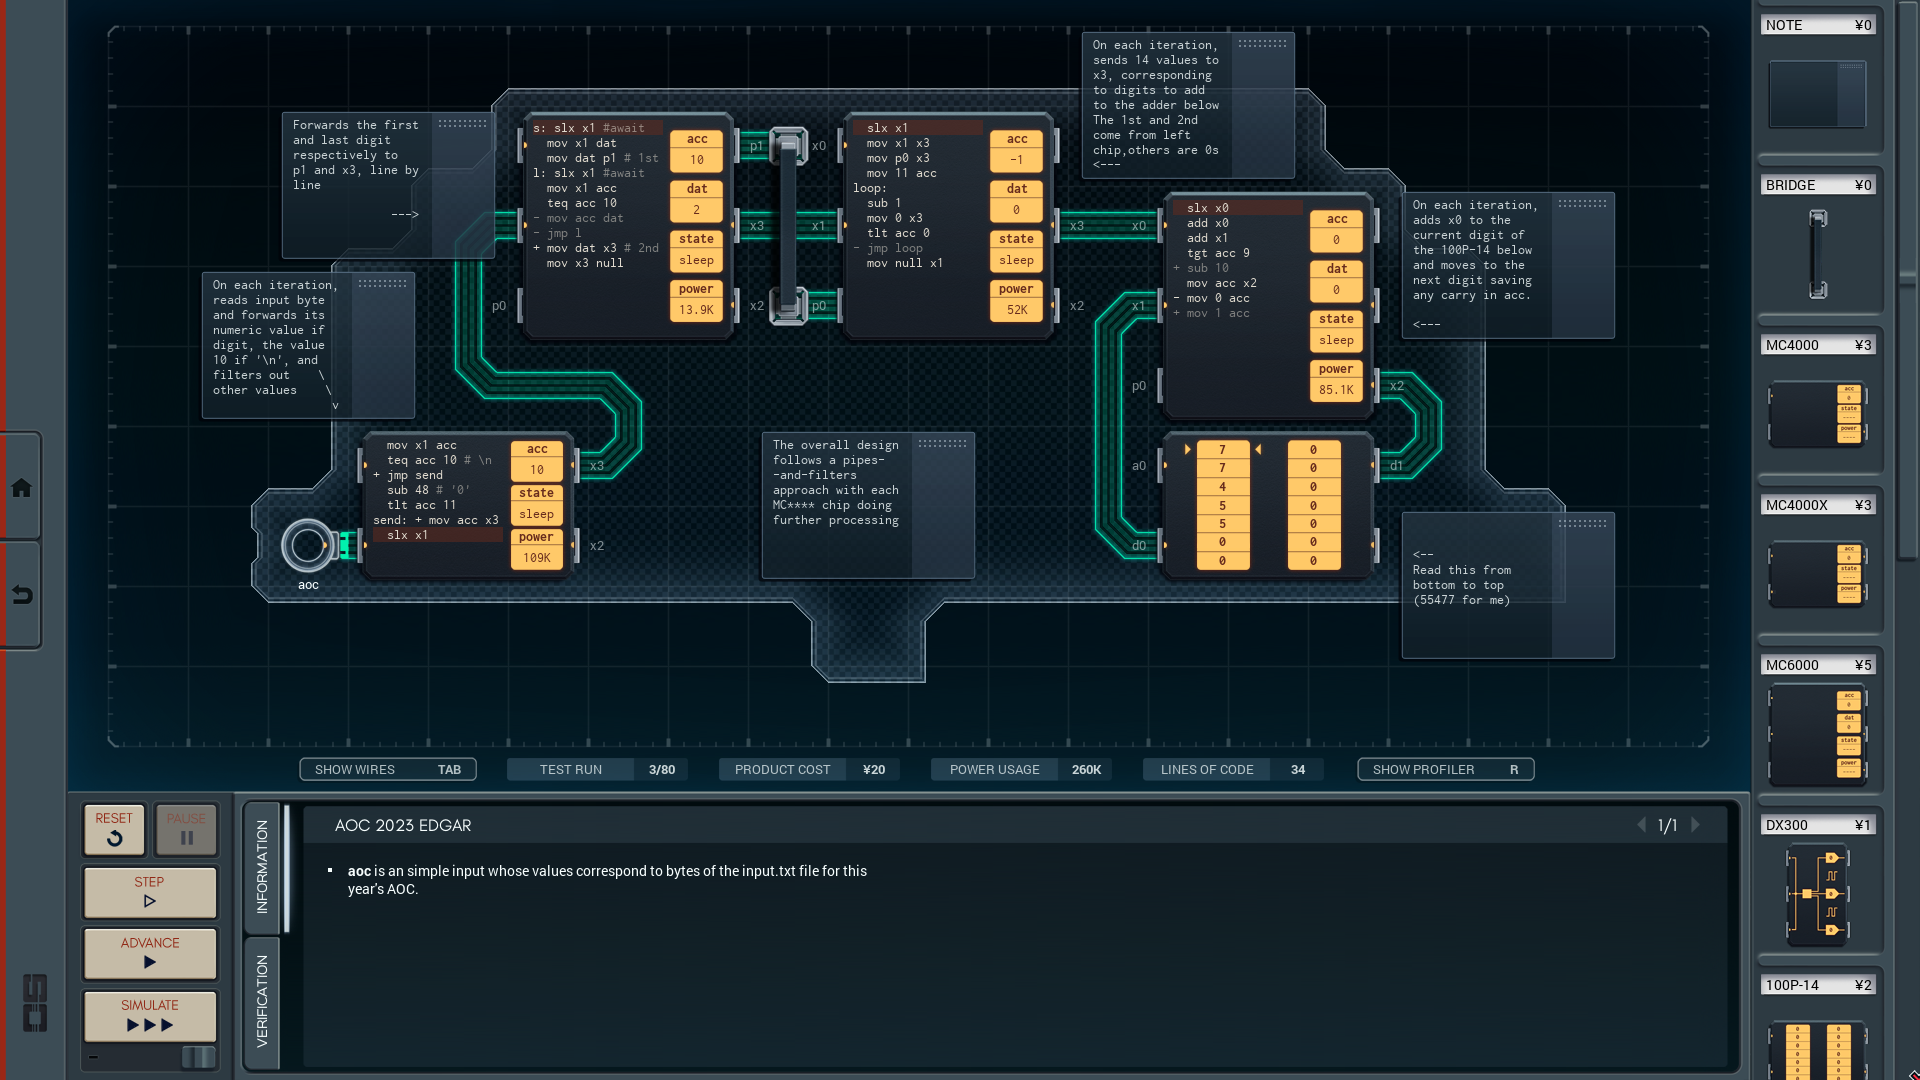 Forwards the first
and last digit
respectively to
p1 and x3, line by
line
--->
On each iteration,
reads input byte
and forwards its
numeric value if
digit, the value
10 if '\n', and
filters out \
other values \
v
s: slx x1 #await
mov x1 dat
mov dat p1 # 1st
l: slx x1 #await
mov x1 acc
teq acc 10
- mov acc dat
- jmp l
+ mov dat x3 # 2nd
mov x3 null
acc
10
dat
2
state
sleep
power
13.9K
p0
p1
x3
x2
x0
x1
p0
slx x1
mov x1 x3
mov p0 x3
mov 11 acc
loop:
sub 1
mov 0 x3
tlt acc 0
- jmp loop
mov null x1
acc
-1
dat
0
state
sleep
power
52K
x3
x2
On each iteration,
sends 14 values to
x3, corresponding
to digits to add
to the adder below
The 1st and 2nd
come from left
chip,others are 0s
<---
x0
x1
p0
slx x0
add x0
add x1
tgt acc 9
+ sub 10
mov acc x2
- mov 0 acc
+ mov 1 acc
acc
0
dat
0
state
sleep
power
85.1K
x2
On each iteration,
adds x0 to the
current digit of
the 100P-14 below
and moves to the
next digit saving
any carry in acc.
<---
mov x1 acc
teq acc 10 # \n
+ jmp send
sub 48 # '0'
tlt acc 11
send: + mov acc x3
slx x1
acc
10
state
sleep
power
109K
x3
x2
aoc
The overall design
follows a pipes-
-and-filters
approach with each
MC**** chip doing
further processing
a0
d0
d1
7 0
7 0
4 0
5 0
5 0
0 0
0 0
<--
Read this from
bottom to top
(55477 for me)
SHOW WIRES TAB
TEST RUN 3/80
PRODUCT COST ¥20
POWER USAGE 260K
LINES OF CODE 34
SHOW PROFILER R
RESET
PAUSE
STEP
ADVANCE
SIMULATE
INFORMATION
VERIFICATION
AOC 2023 EDGAR
1/1
aoc is an simple input whose values correspond to bytes of the input.txt file for this
year's AOC.
NOTE ¥0
BRIDGE ¥0
MC4000 ¥3
acc
0
state
----
power
----
MC4000X ¥3
acc
0
state
----
power
----
MC6000 ¥5
acc
0
dat
0
state
----
power
----
DX300 ¥1
100P-14 ¥2